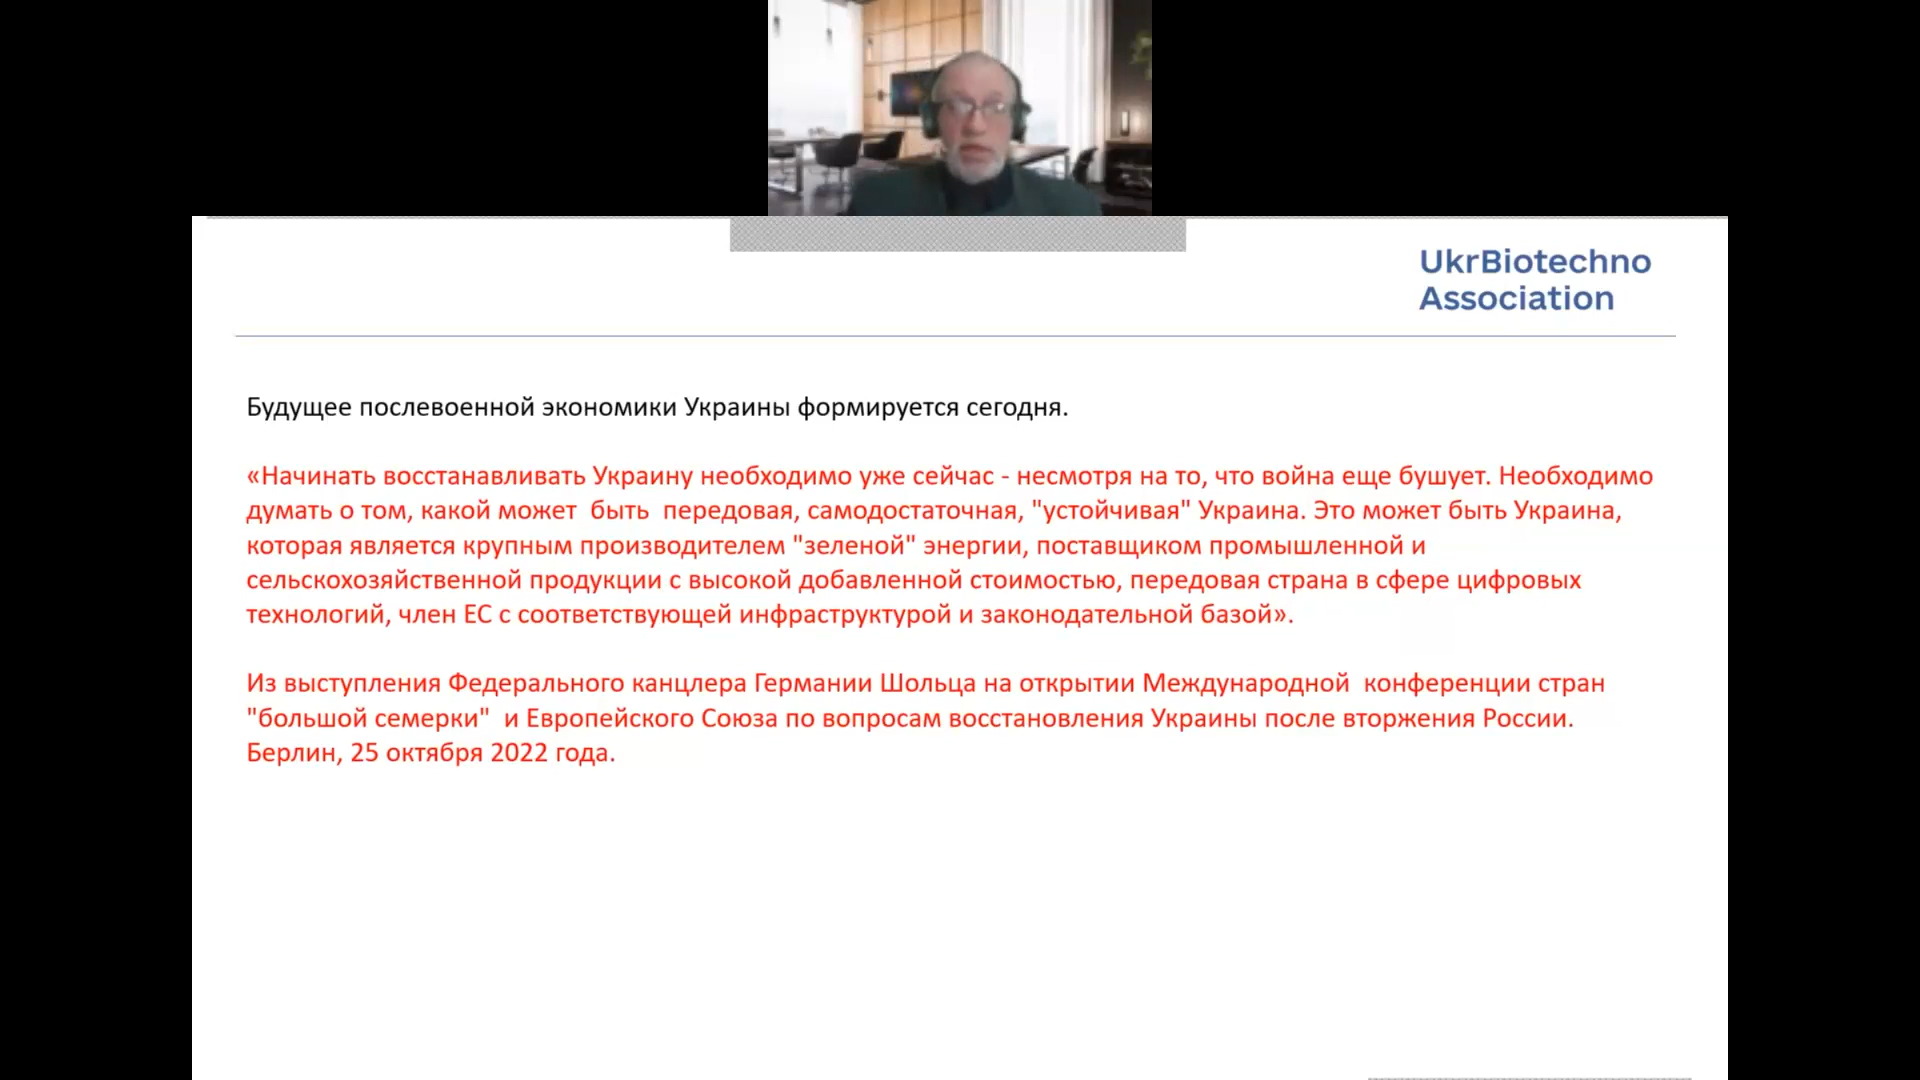 UkrBiotechno
Association
Будущее послевоенной экономики Украины формируется сегодня.
«Начинать восстанавливать Украину необходимо уже сейчас - несмотря на то, что война еще бушует. Необходимо
думать о том, какой может  быть  передовая, самодостаточная, "устойчивая" Украина. Это может быть Украина,
которая является крупным производителем "зеленой" энергии, поставщиком промышленной и
сельскохозяйственной продукции с высокой добавленной стоимостью, передовая страна в сфере цифровых
технологий, член ЕС с соответствующей инфраструктурой и законодательной базой».
Из выступления Федерального канцлера Германии Шольца на открытии Международной  конференции стран
"большой семерки"  и Европейского Союза по вопросам восстановления Украины после вторжения России.
Берлин, 25 октября 2022 года.